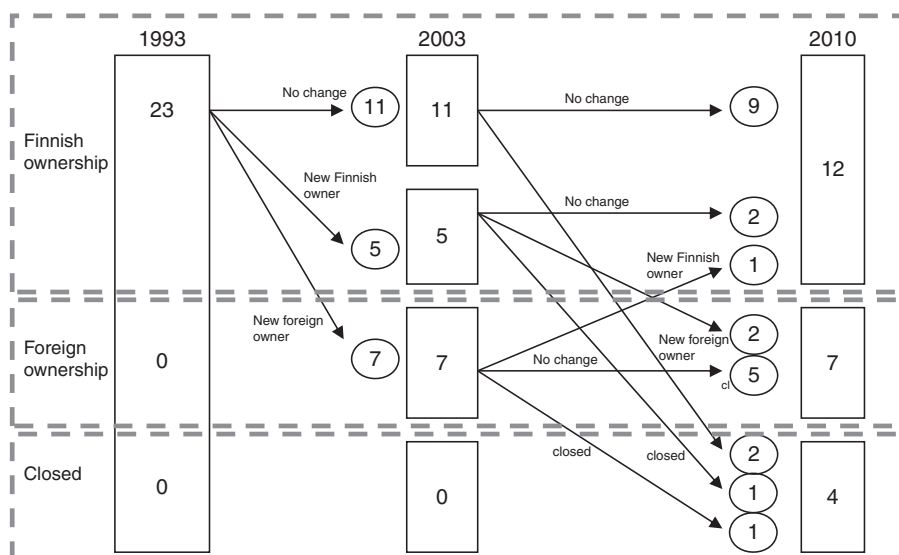 1993
2003
2010
No change
11
11
No change
9
23
Finnish
ownership
12
New Finnish
owner
No change
2
5
5
New Finnish
owner
1
New foreign
owner
2
Foreign
ownership
0
7
7
No change
New foreign
owner
cl
5
7
Closed
closed
closed
2
0
0
1
4
1